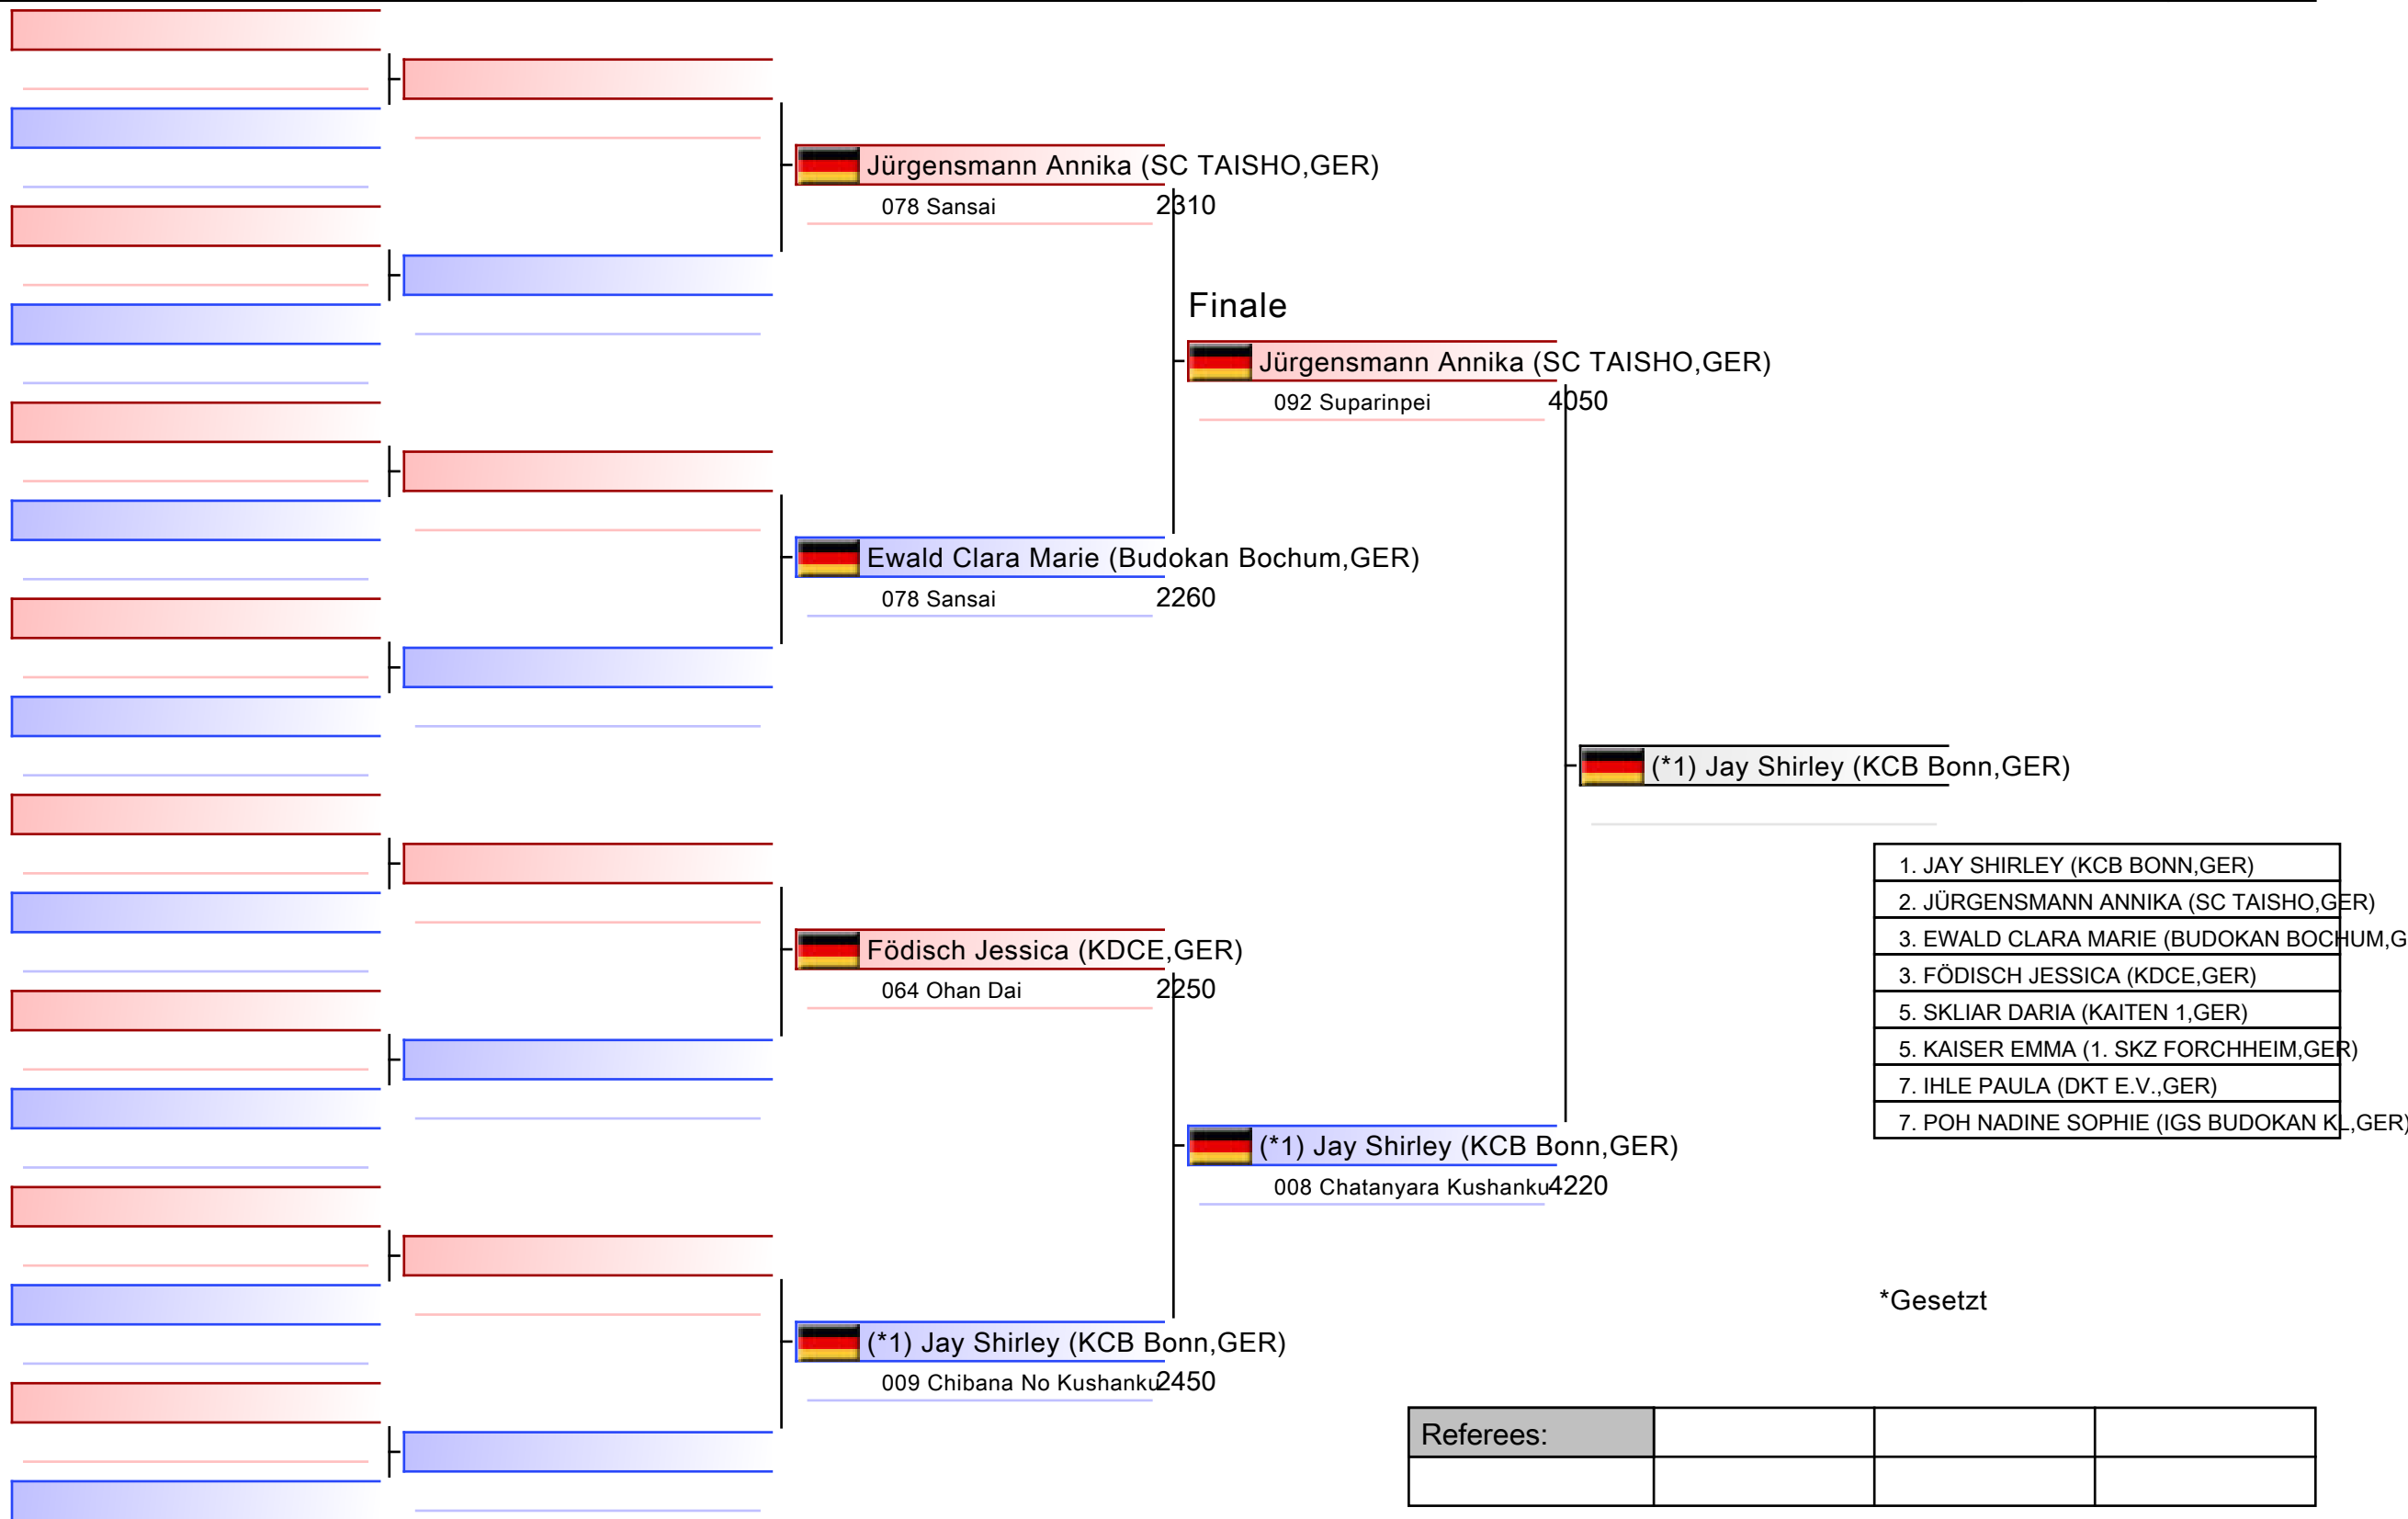 Jürgensmann Annika (SC TAISHO,GER)
078 Sansai 2310
Finale
Jürgensmann Annika (SC TAISHO,GER)
092 Suparinpei 4050
Ewald Clara Marie (Budokan Bochum,GER)
078 Sansai 2260
(*1) Jay Shirley (KCB Bonn,GER)
1. JAY SHIRLEY (KCB BONN,GER)
2. JÜRGENSMANN ANNIKA (SC TAISHO,GER)
3. EWALD CLARA MARIE (BUDOKAN BOCHUM,G
3. FÖDISCH JESSICA (KDCE,GER)
5. SKLIAR DARIA (KAITEN 1,GER)
5. KAISER EMMA (1. SKZ FORCHHEIM,GER)
7. IHLE PAULA (DKT E.V.,GER)
7. POH NADINE SOPHIE (IGS BUDOKAN KL,GER)
Födisch Jessica (KDCE,GER)
064 Ohan Dai 2250
(*1) Jay Shirley (KCB Bonn,GER)
008 Chatanyara Kushanku 4220
*Gesetzt
(*1) Jay Shirley (KCB Bonn,GER)
009 Chibana No Kushanku 2450
Referees: